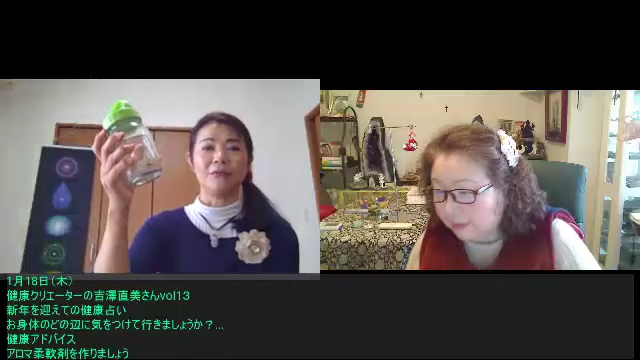 1月18日(木)
健康クリエーターの吉澤直美さんvol13
新年を迎えての健康占い
お身体のどの辺に気をつけて行きましょうか？...
健康アドバイス
アロマ柔軟剤を作りましょう